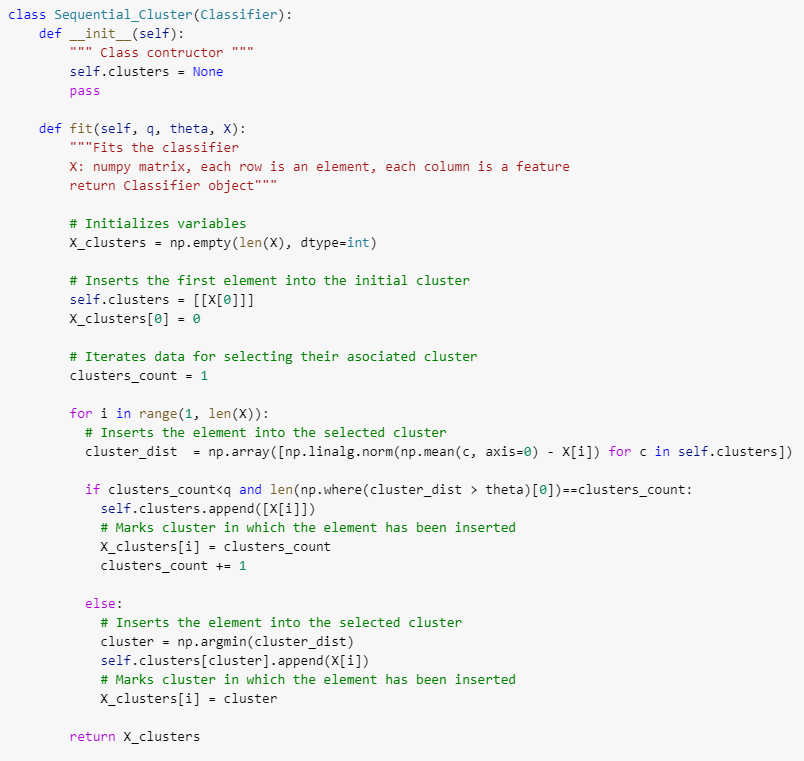 class Sequential_Cluster(Classifier):
    def __init__(self):
        """ Class contructor """
        self.clusters = None
        pass

    def fit(self, q, theta, X):
        """Fits the classifier
        X: numpy matrix, each row is an element, each column is a feature
        return Classifier object"""

        # Initializes variables
        X_clusters = np.empty(len(X), dtype=int)

        # Inserts the first element into the initial cluster
        self.clusters = [[X[0]]]
        X_clusters[0] = 0

        # Iterates data for selecting their asociated cluster
        clusters_count = 1

        for i in range(1, len(X)):
          # Inserts the element into the selected cluster
          cluster_dist  = np.array([np.linalg.norm(np.mean(c, axis=0) - X[i]) for c in self.clusters])

          if clusters_count<q and len(np.where(cluster_dist > theta)[0])==clusters_count:
            self.clusters.append([X[i]])
            # Marks cluster in which the element has been inserted
            X_clusters[i] = clusters_count
            clusters_count += 1

          else:
            # Inserts the element into the selected cluster
            cluster = np.argmin(cluster_dist)
            self.clusters[cluster].append(X[i])
            # Marks cluster in which the element has been inserted
            X_clusters[i] = cluster

        return X_clusters